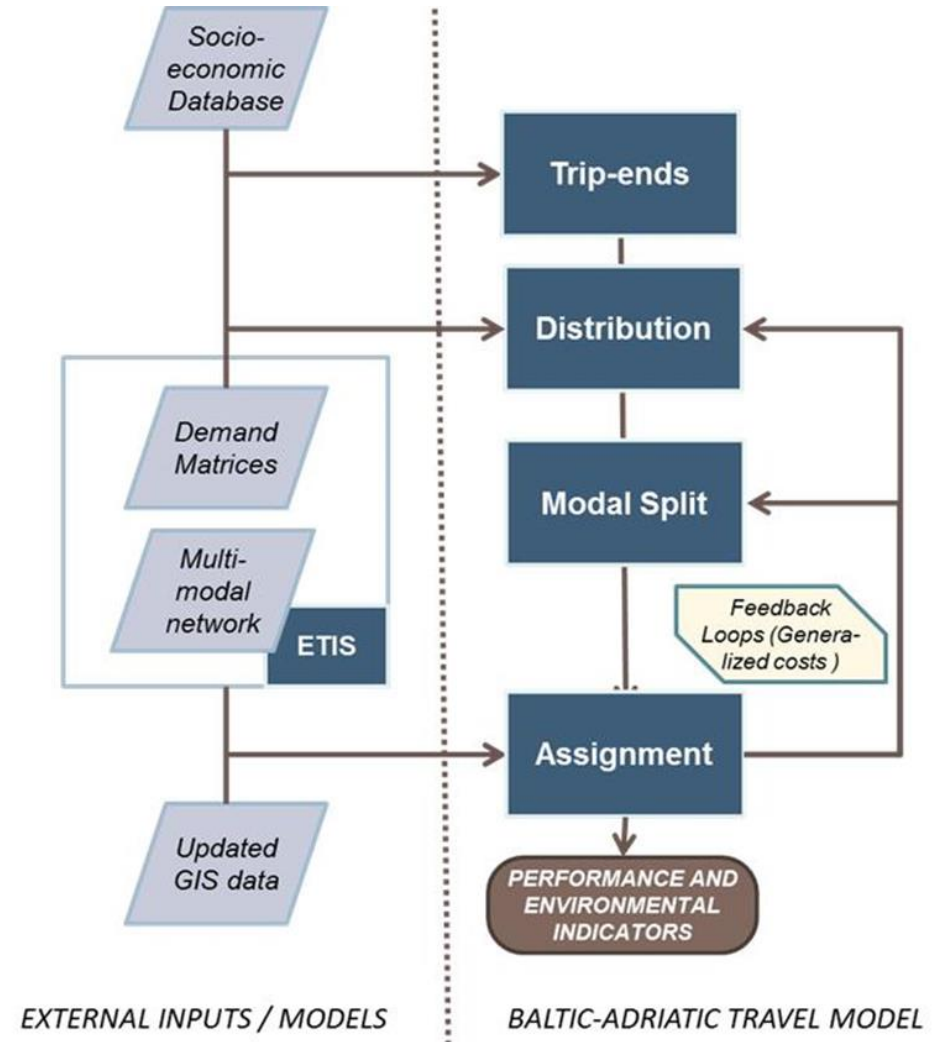 Socio-
economic
Database
Trip-ends
Distribution
Demand
Matrices
Modal Split
Multi-
modal
network
ETIS
Feedback
Loops (Genera-
lized costs )
Assignment
Updated
GIS data
PERFORMANCE AND
ENVIRONMENTAL
INDICATORS
EXTERNAL INPUTS / MODELS
BALTIC-ADRIATIC TRAVEL MODEL